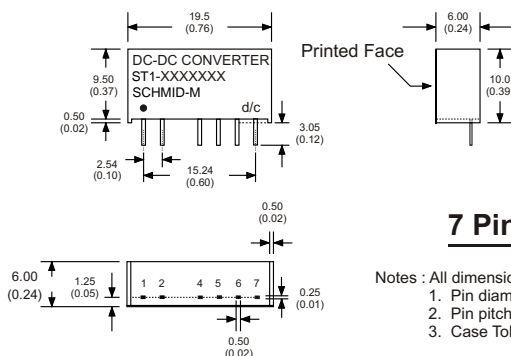 19.5
(0.76)
6.00
(0.24)
DC-DC CONVERTER
ST1-XXXXXXX
SCHMID-M
d/c
Printed Face
9.50
(0.37)
10.0
(0.39
0.50
(0.02)
3.05
(0.12)
2.54
(0.10)
15.24
(0.60)
0.50
(0.02)
7 Pin
6.00
(0.24)
1.25
(0.05)
1 2 4 5 6 7
0.25
(0.01)
0.50
(0.02)
Notes : All dimensio
1. Pin diam
2. Pin pitch
3. Case Tol